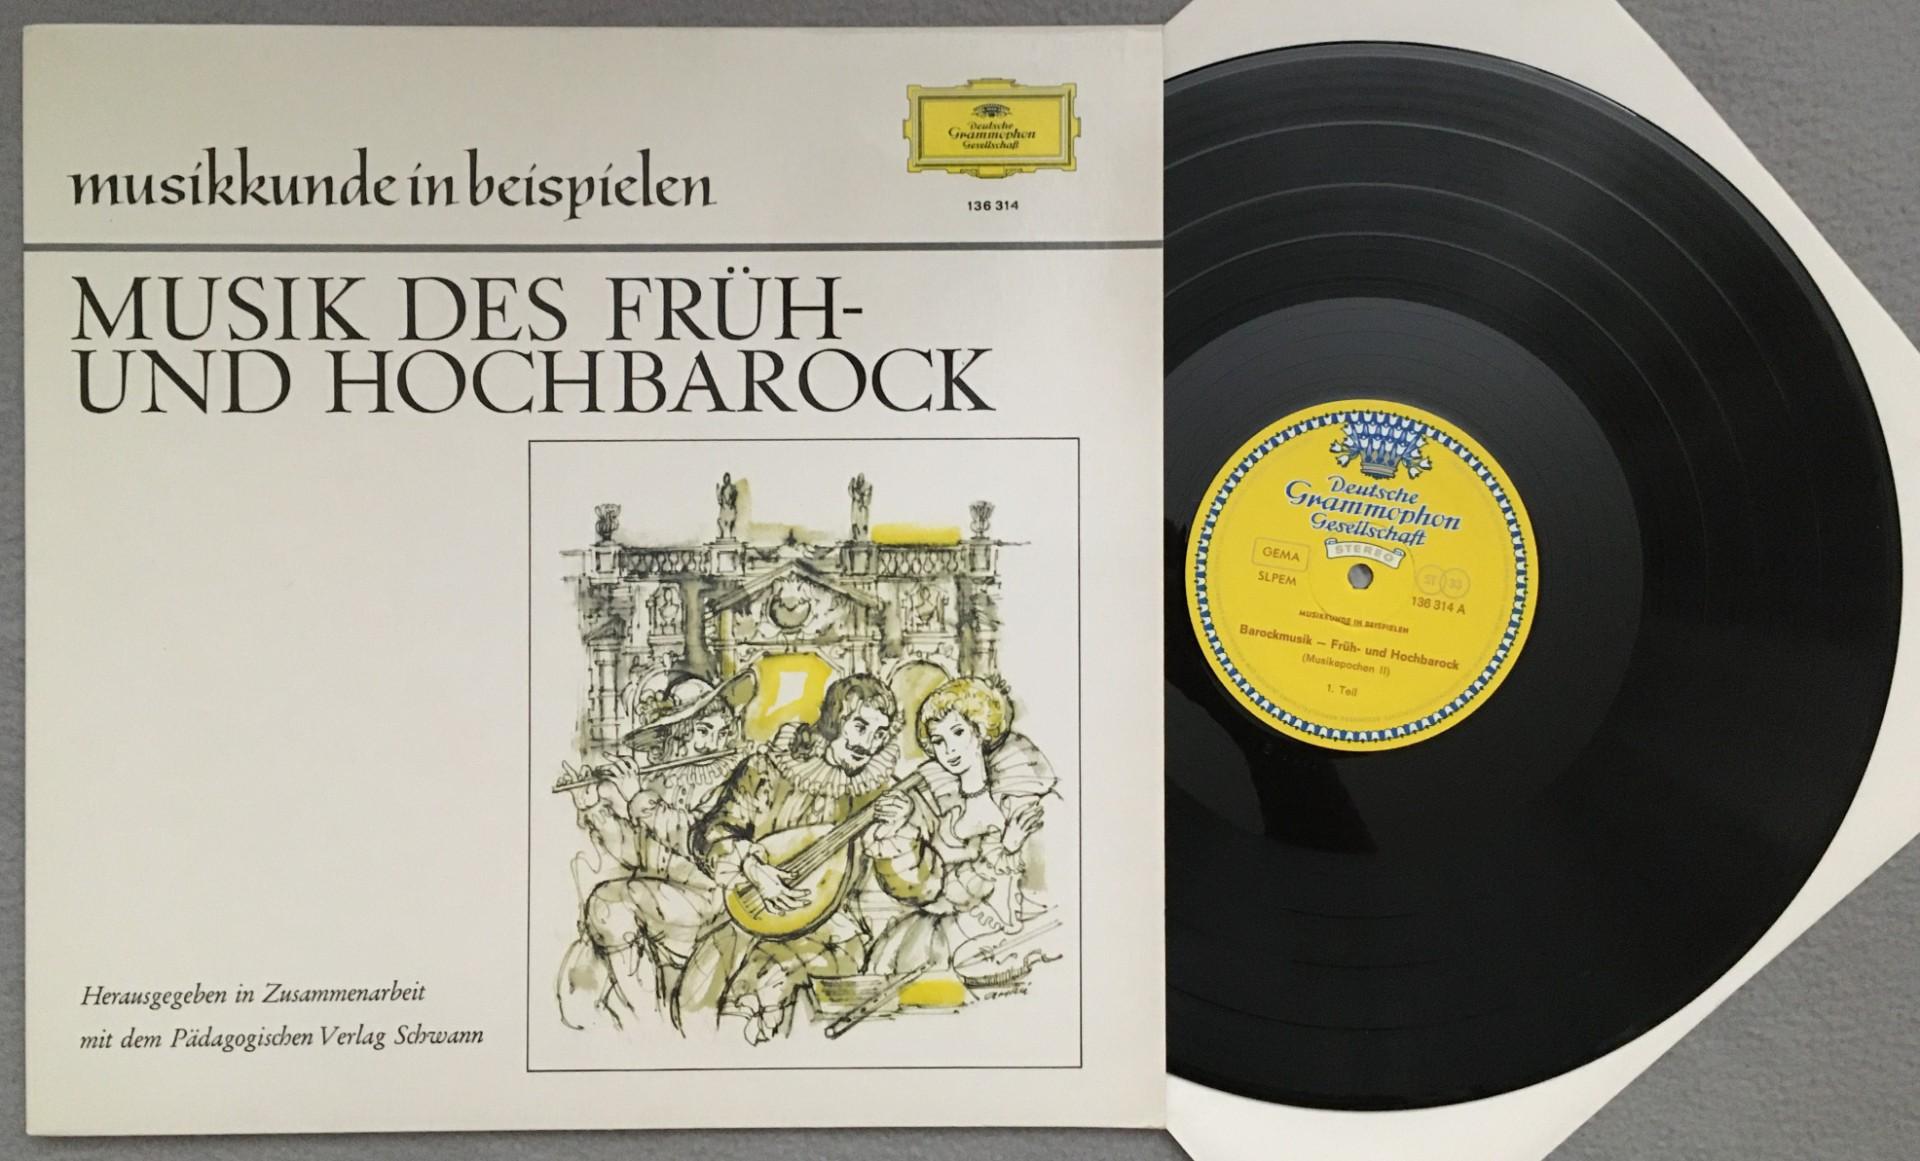 musikkunde in beispielen
Deutsche
Grammophon
Gesellschaft
136 314
MUSIK DES FRÜH-
UND HOCHBAROCK
Herausgegeben in Zusammenarbeit
mit dem Pädagogischen Verlag Schwann
Deutsche
Grammophon
Gesellschaft
STEREO
GEMA
SLPEM
ST 33
136 314 A
MUSIKKUNDE IN BEISPIELEN
Barockmusik — Früh- und Hochbarock
(Musikepochen II)
1. Teil